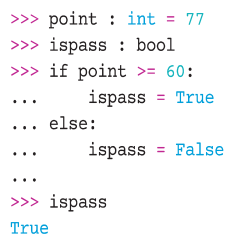 >>> point : int = 77
>>> ispass : bool
>>> if point >= 60:
...     ispass = True
... else:
...     ispass = False
...
>>> ispass
True